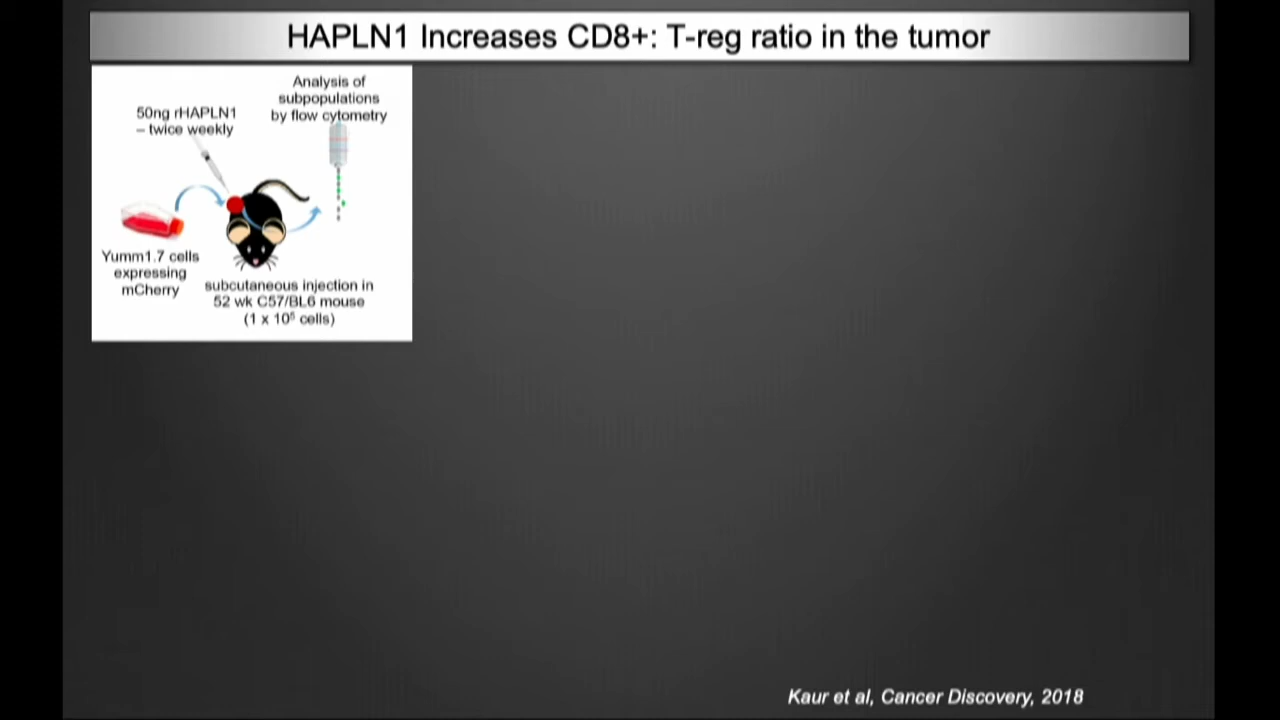 HAPLN1 Increases CD8+: T-reg ratio in the tumor
Analysis of
subpopulations
by flow cytometry
50ng rHAPLN1
– twice weekly
Yumm1.7 cells
expressing
mCherry
subcutaneous injection in
52 wk C57/BL6 mouse
(1 x 10⁵ cells)
Kaur et al, Cancer Discovery, 2018